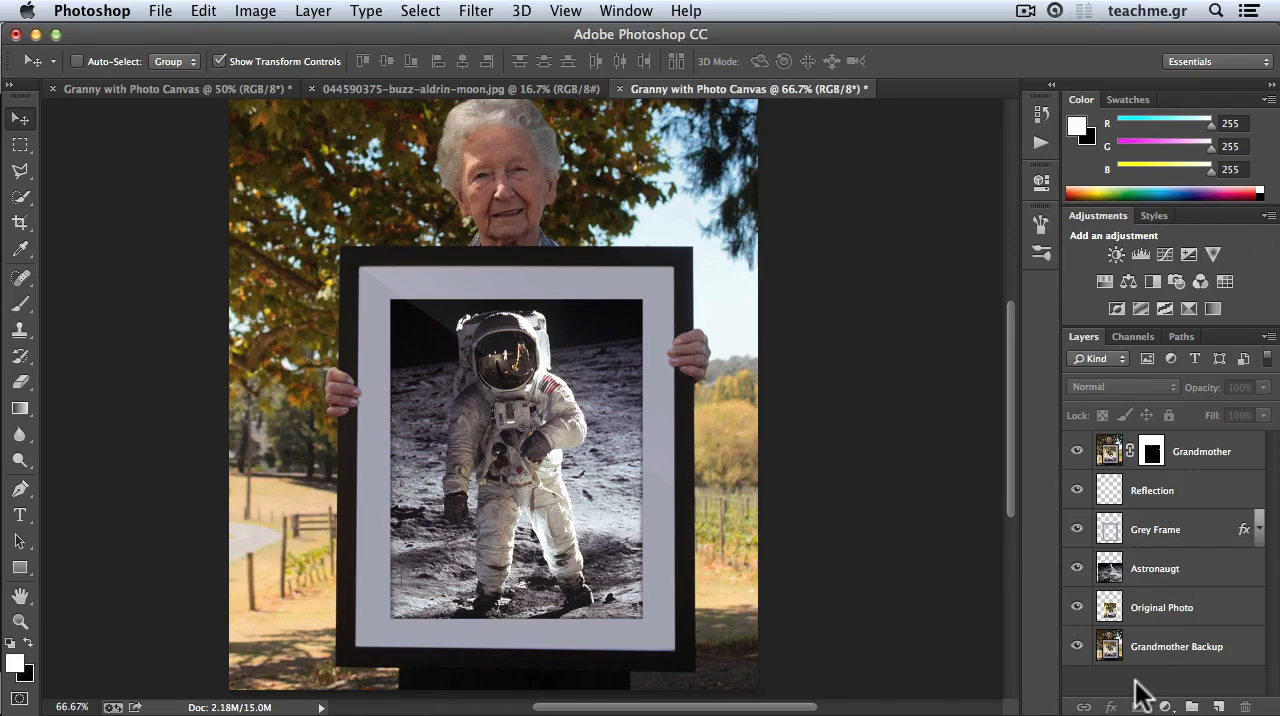 Photoshop File Edit Image Layer Type Select Filter 3D View Window Help teachme.gr
Adobe Photoshop CC
Auto-Select: Group Show Transform Controls 3D Mode: Essentials
Granny with Photo Canvas @ 50% (RGB/8*) * 044590375-buzz-aldrin-moon.jpg @ 16.7% (RGB/8#) Granny with Photo Canvas @ 66.7% (RGB/8*) *
Color Swatches
R 255
G 255
B 255
Adjustments Styles
Add an adjustment
Layers Channels Paths
Kind
Normal Opacity: 100%
Lock: Fill: 100%
Grandmother
Reflection
Grey Frame fx
Astronaugt
Original Photo
Grandmother Backup
66.67% Doc: 2.18M/15.0M fx